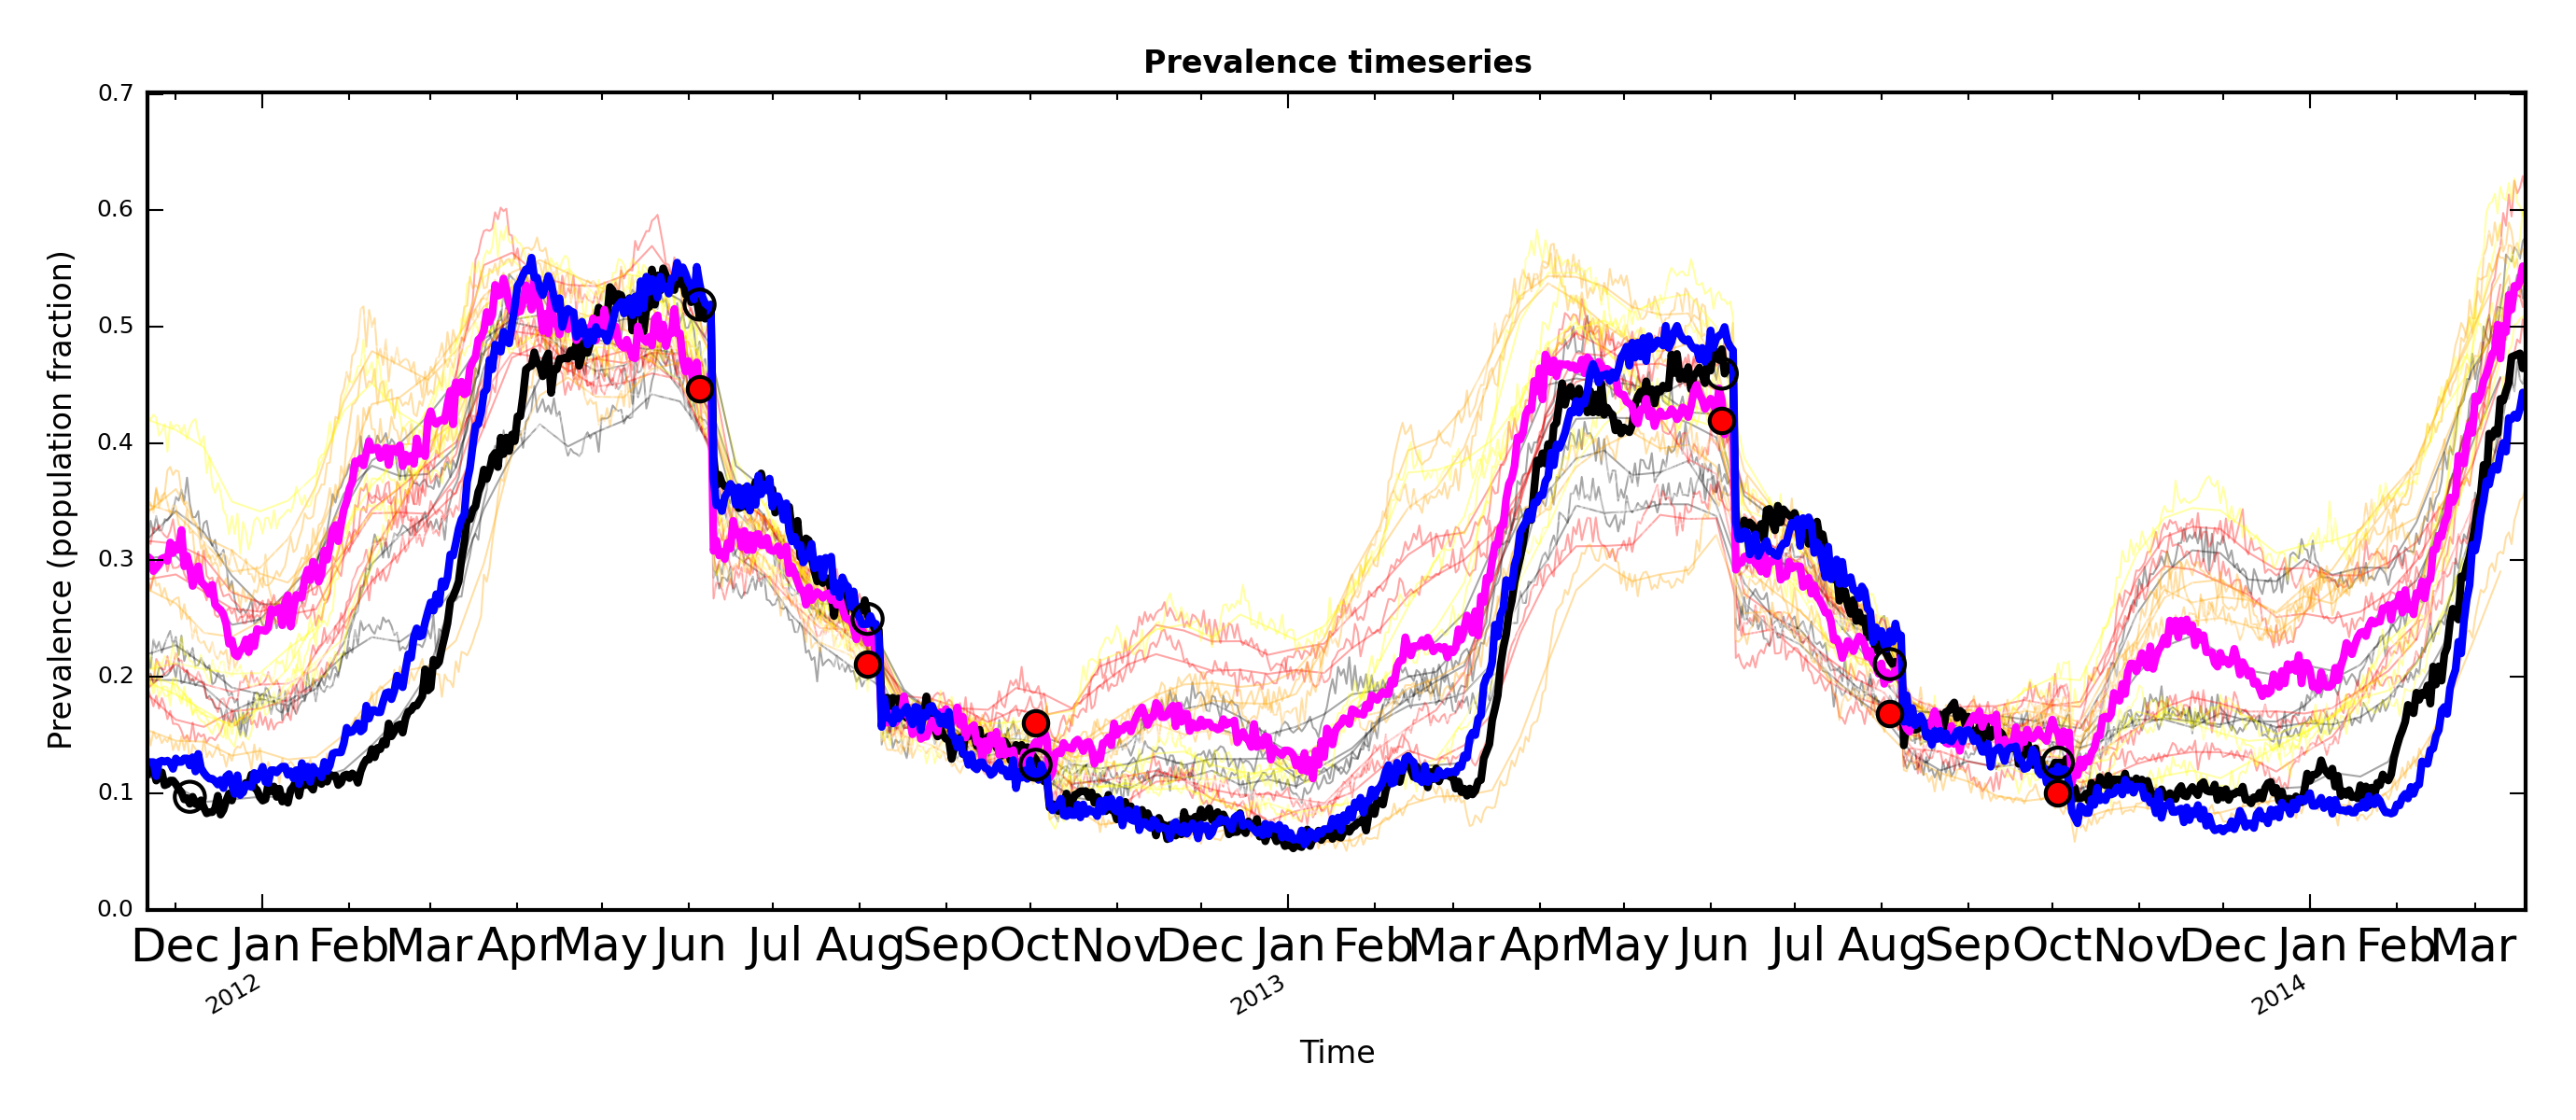 Prevalence timeseries
0.7
0.6
0.5
0.4
0.3
0.2
0.1
0.0
Prevalence (population fraction)
Dec Jan Feb Mar Apr May Jun Jul Aug Sep Oct Nov Dec Jan Feb Mar Apr May Jun Jul Aug Sep Oct Nov Dec Jan Feb Mar
2012 2013 2014
Time